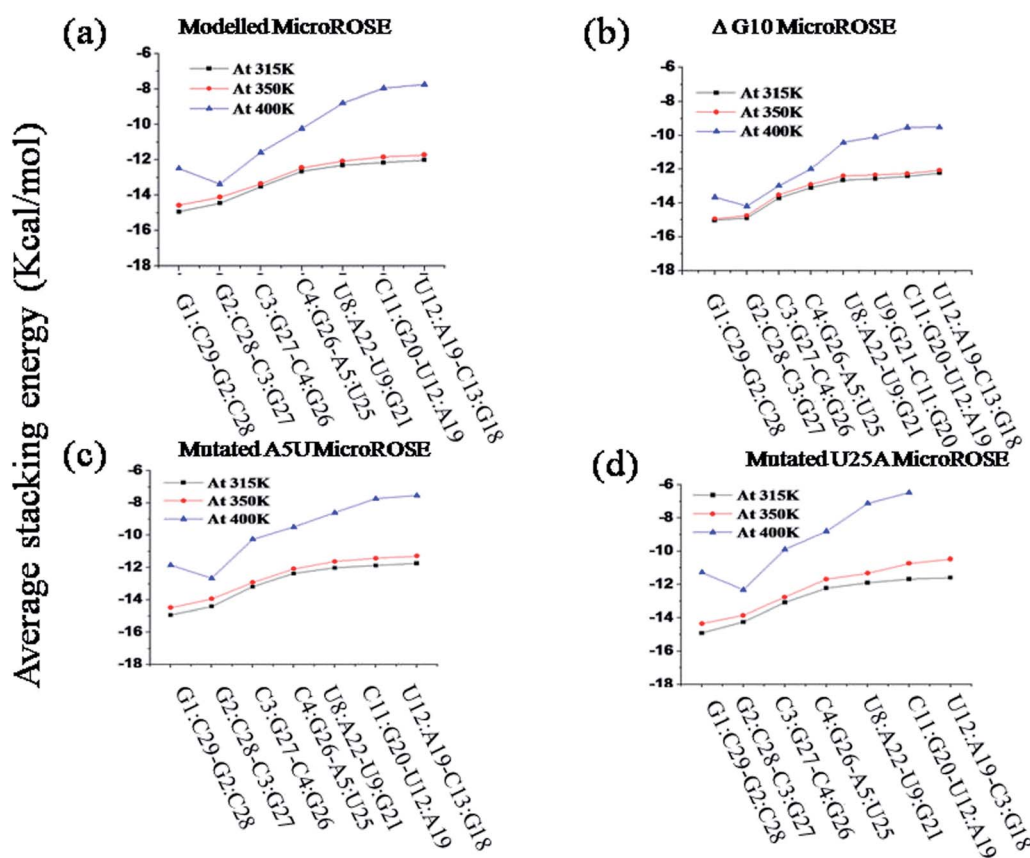 Average stacking energy (Kcal/mol)
(a)
Modelled MicroROSE
-6
-8
-10
-12
-14
-16
-18
At 315K
At 350K
At 400K
G1:C29-G2:C28
G2:C28-C3:G27
C3:G27-C4:G26
C4:G26-A5:U25
U8:A22-U9:G21
C11:G20-U12:A19
U12:A19-C13:G18
(b)
Δ G10 MicroROSE
-6
-8
-10
-12
-14
-16
-18
At 315K
At 350K
At 400K
G1:C29-G2:C28
G2:C28-C3:G27
C3:G27-C4:G26
C4:G26-A5:U25
U8:A22-U9:G21
U9:G21-C11:G20
C11:G20-U12:A19
U12:A19-C13:G18
(c)
Mutated A5U MicroROSE
-6
-8
-10
-12
-14
-16
-18
At 315K
At 350K
At 400K
G1:C29-G2:C28
G2:C28-C3:G27
C3:G27-C4:G26
C4:G26-A5:U25
U8:A22-U9:G21
C11:G20-U12:A19
U12:A19-C13:G18
(d)
Mutated U25A MicroROSE
-6
-8
-10
-12
-14
-16
-18
At 315K
At 350K
At 400K
G1:C29-G2:C28
G2:C28-C3:G27
C3:G27-C4:G26
C4:G26-A5:U25
U8:A22-U9:G21
C11:G20-U12:A19
U12:A19-C3:G18